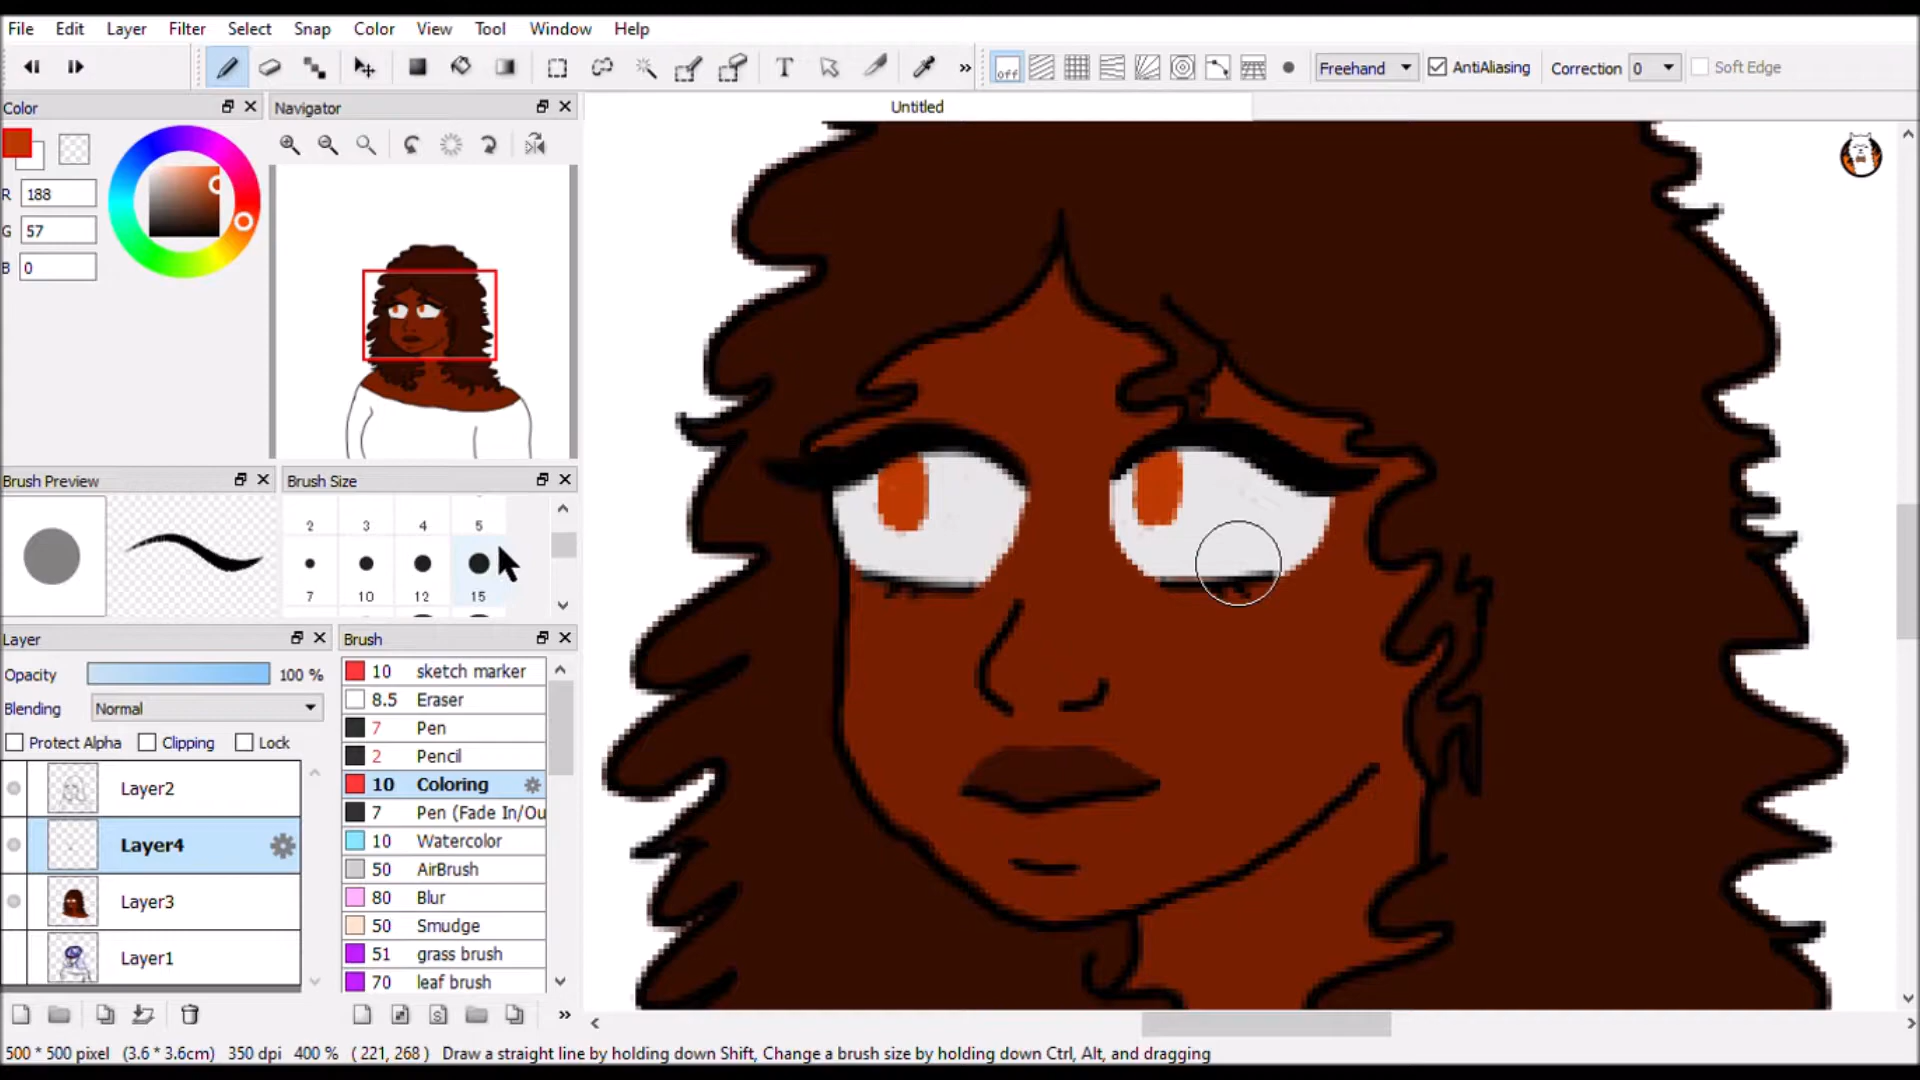 File Edit Layer Filter Select Snap Color View Tool Window Help
T off Freehand AntiAliasing Correction 0 Soft Edge
Color Navigator Untitled
R 188
G 57
B 0
Brush Preview Brush Size
2 3 4 5
7 10 12 15
Layer Brush
Opacity 100 %
Blending Normal
Protect Alpha Clipping Lock
Layer2
Layer4
Layer3
Layer1
10 sketch marker
8.5 Eraser
7 Pen
2 Pencil
10 Coloring
7 Pen (Fade In/Ou
10 Watercolor
50 AirBrush
80 Blur
50 Smudge
51 grass brush
70 leaf brush
500 * 500 pixel (3.6 * 3.6cm) 350 dpi 400 % ( 221, 268 ) Draw a straight line by holding down Shift, Change a brush size by holding down Ctrl, Alt, and dragging